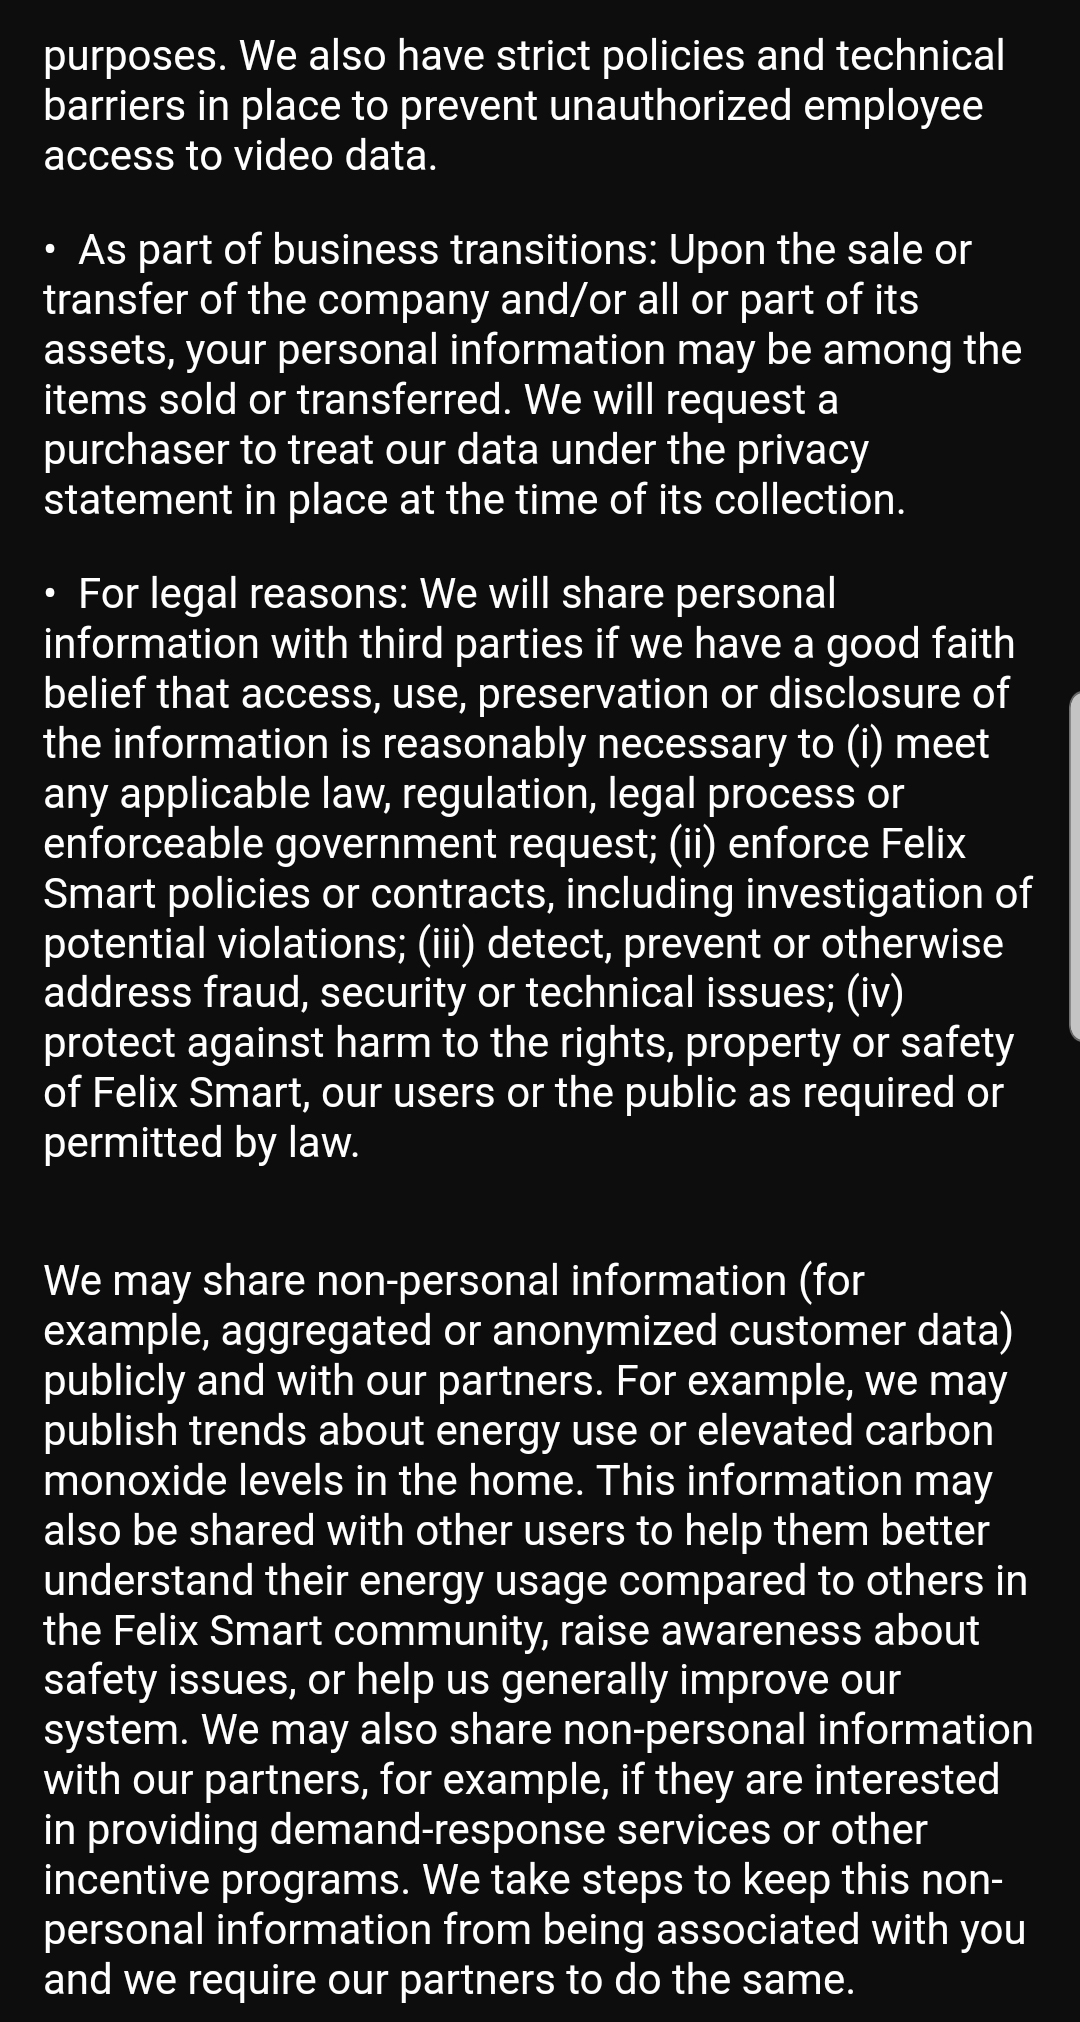 purposes. We also have strict policies and technical
barriers in place to prevent unauthorized employee
access to video data.
• As part of business transitions: Upon the sale or
transfer of the company and/or all or part of its
assets, your personal information may be among the
items sold or transferred. We will request a
purchaser to treat our data under the privacy
statement in place at the time of its collection.
• For legal reasons: We will share personal
information with third parties if we have a good faith
belief that access, use, preservation or disclosure of
the information is reasonably necessary to (i) meet
any applicable law, regulation, legal process or
enforceable government request; (ii) enforce Felix
Smart policies or contracts, including investigation of
potential violations; (iii) detect, prevent or otherwise
address fraud, security or technical issues; (iv)
protect against harm to the rights, property or safety
of Felix Smart, our users or the public as required or
permitted by law.
We may share non-personal information (for
example, aggregated or anonymized customer data)
publicly and with our partners. For example, we may
publish trends about energy use or elevated carbon
monoxide levels in the home. This information may
also be shared with other users to help them better
understand their energy usage compared to others in
the Felix Smart community, raise awareness about
safety issues, or help us generally improve our
system. We may also share non-personal information
with our partners, for example, if they are interested
in providing demand-response services or other
incentive programs. We take steps to keep this non-
personal information from being associated with you
and we require our partners to do the same.